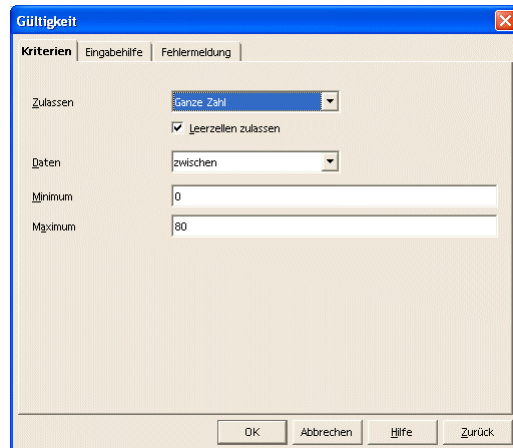 Gültigkeit
Kriterien Eingabehilfe Fehlermeldung
Zulassen Ganze Zahl
Leerzellen zulassen
Daten zwischen
Minimum 0
Maximum 80
OK Abbrechen Hilfe Zurück